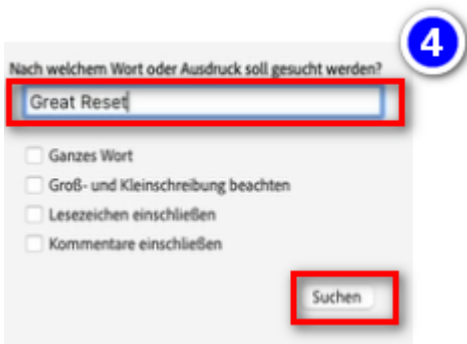 4
Nach welchem Wort oder Ausdruck soll gesucht werden?
Great Reset
Ganzes Wort
Groß- und Kleinschreibung beachten
Lesezeichen einschließen
Kommentare einschließen
Suchen